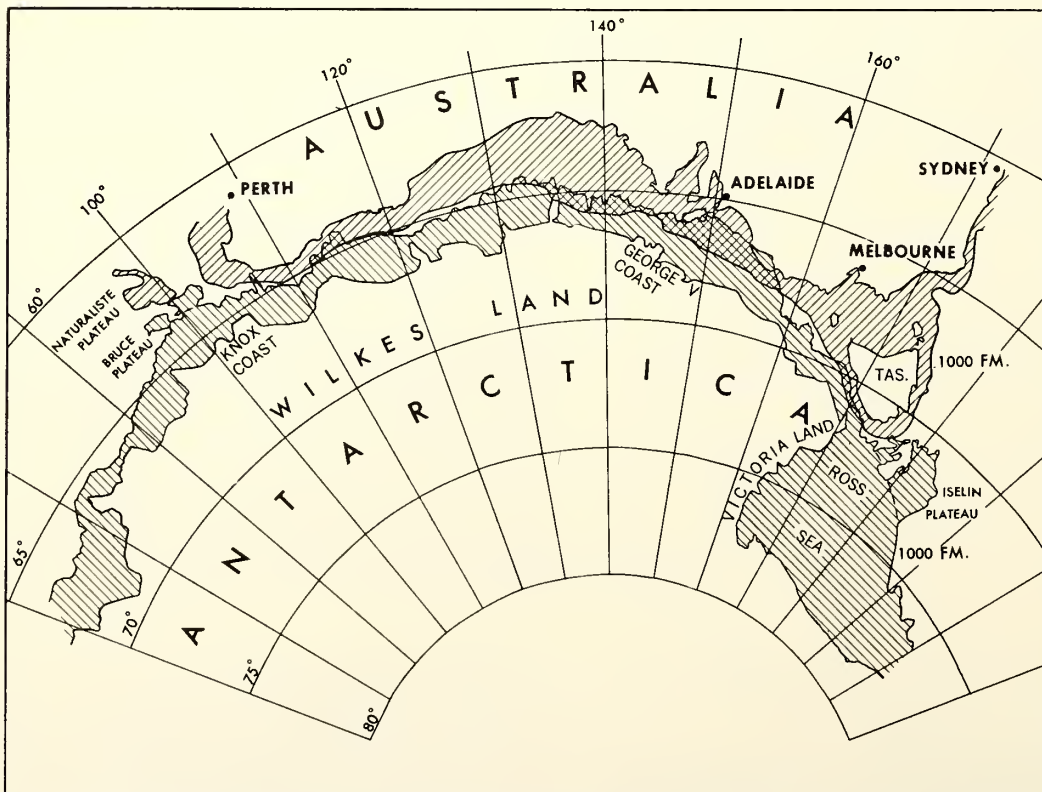 140°
120°
160°
100°
60°
65°
70°
75°
80°
AUSTRALIA
SYDNEY
PERTH
ADELAIDE
MELBOURNE
NATURALISTE
PLATEAU
BRUCE
PLATEAU
KNOX
COAST
GEORGE V
COAST
WILKES LAND
TAS.
1000 FM.
ANTARCTICA
VICTORIA LAND
ROSS
SEA
ISELIN
PLATEAU
1000 FM.